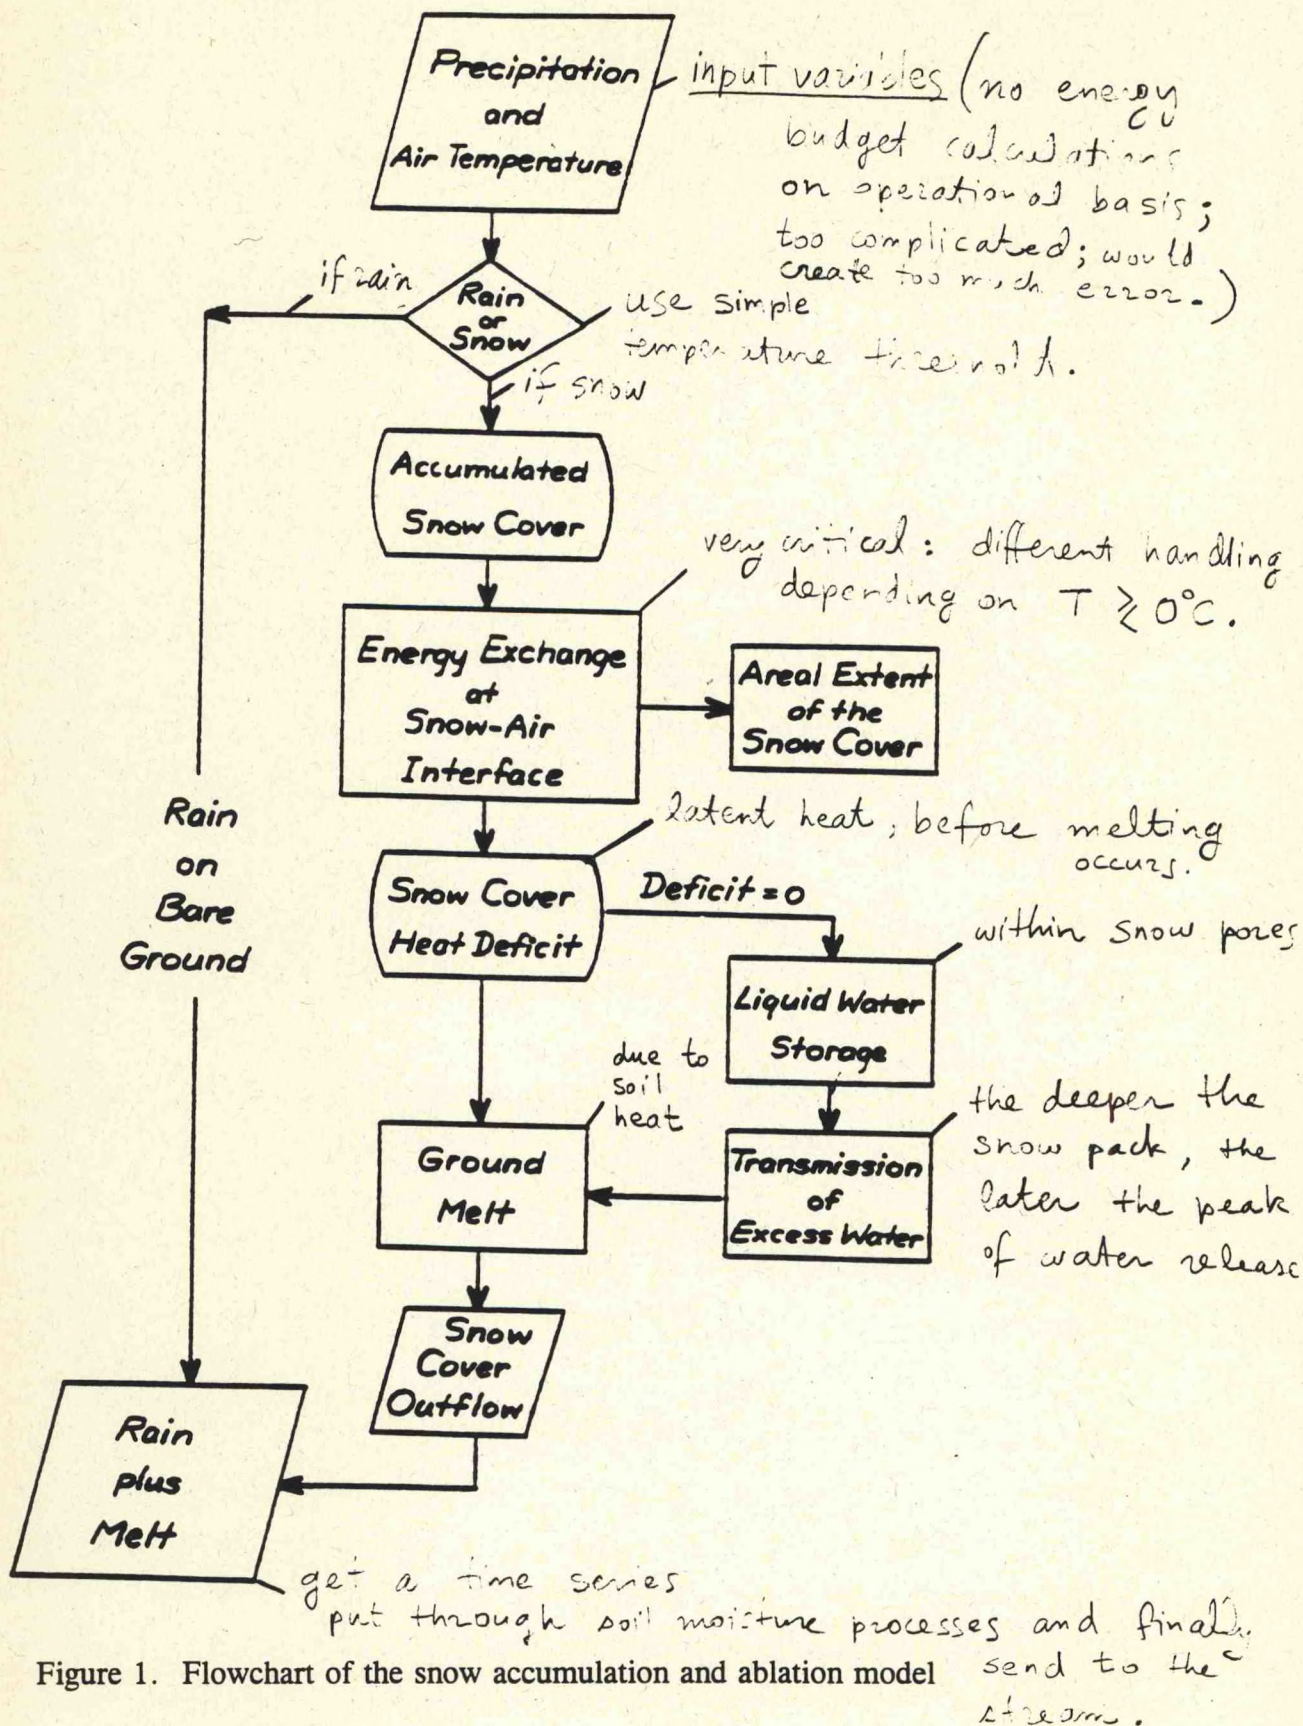 Precipitation
and
Air Temperature
input variables (no energy
budget calculations
on operational basis;
too complicated; would
create too much error.)
if rain
Rain
or
Snow
use simple
temperature threshold.
if snow
Accumulated
Snow Cover
very critical: different handling
depending on T ≷ 0°C.
Energy Exchange
at
Snow-Air
Interface
Areal Extent
of the
Snow Cover
latent heat, before melting
occurs.
Rain
on
Bare
Ground
Snow Cover
Heat Deficit
Deficit = 0
within snow pores
Liquid Water
Storage
due to
soil
heat
Ground
Melt
Transmission
of
Excess Water
the deeper the
snow pack, the
later the peak
of water release
Snow
Cover
Outflow
Rain
plus
Melt
get a time series
put through soil moisture processes and finally
send to the
stream.
Figure 1. Flowchart of the snow accumulation and ablation model